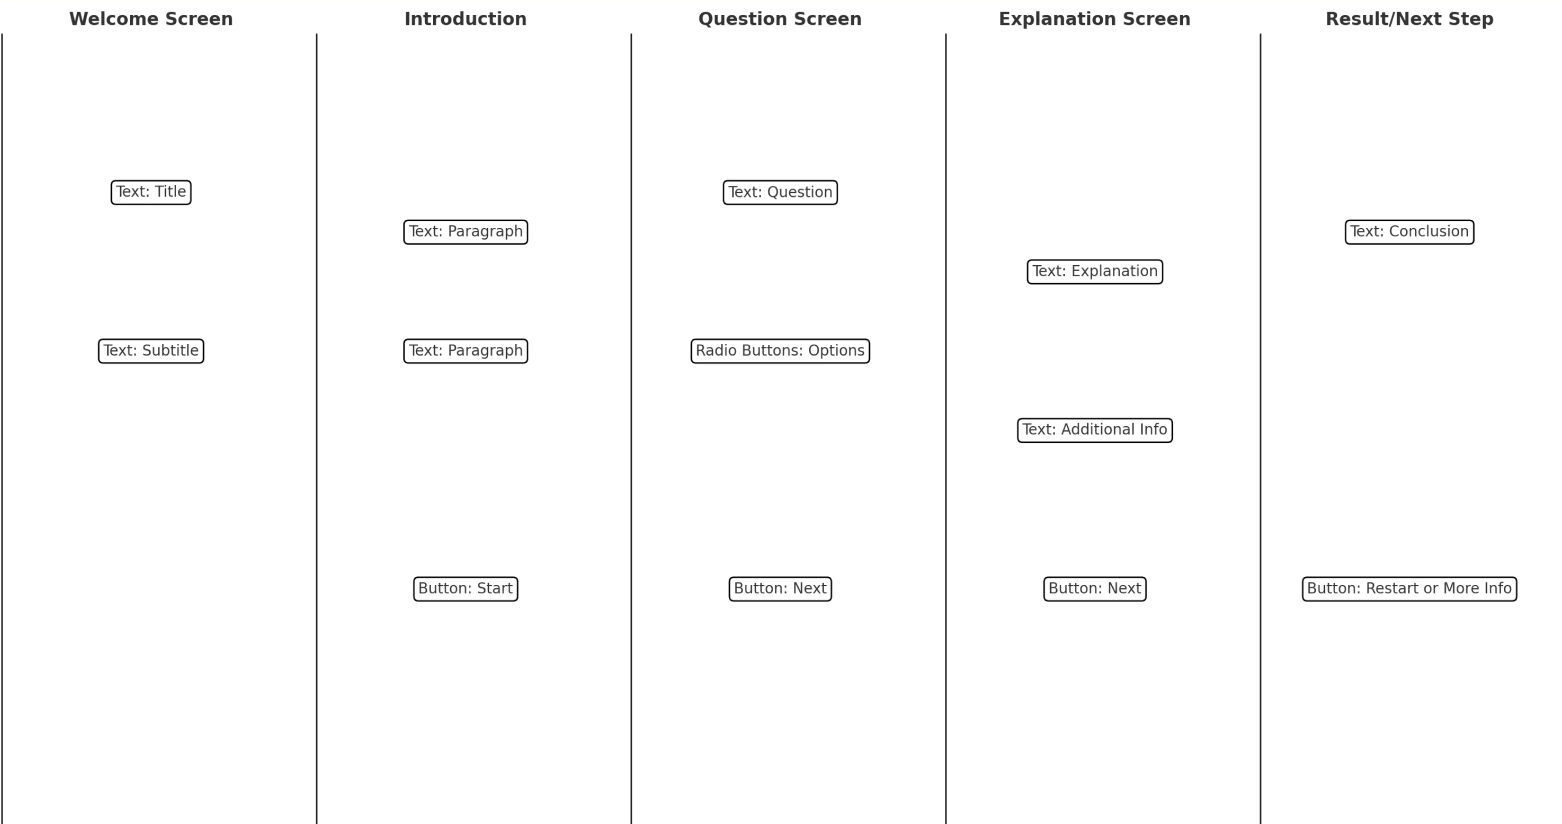 Welcome Screen
Text: Title
Text: Subtitle
Introduction
Text: Paragraph
Text: Paragraph
Button: Start
Question Screen
Text: Question
Radio Buttons: Options
Button: Next
Explanation Screen
Text: Explanation
Text: Additional Info
Button: Next
Result/Next Step
Text: Conclusion
Button: Restart or More Info